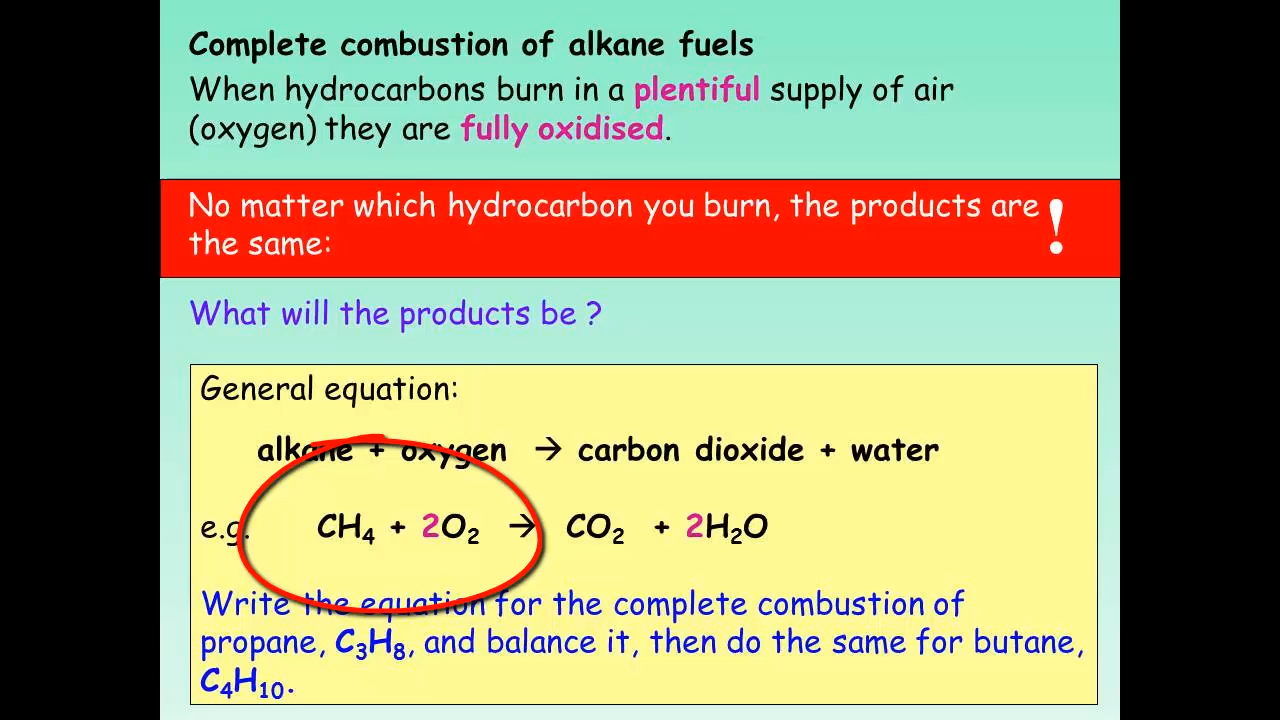 Complete combustion of alkane fuels
When hydrocarbons burn in a plentiful supply of air
(oxygen) they are fully oxidised.
No matter which hydrocarbon you burn, the products are !
the same:
What will the products be ?
General equation:
alkane + oxygen → carbon dioxide + water
e.g. CH₄ + 2O₂ → CO₂ + 2H₂O
Write the equation for the complete combustion of
propane, C₃H₈, and balance it, then do the same for butane,
C₄H₁₀.